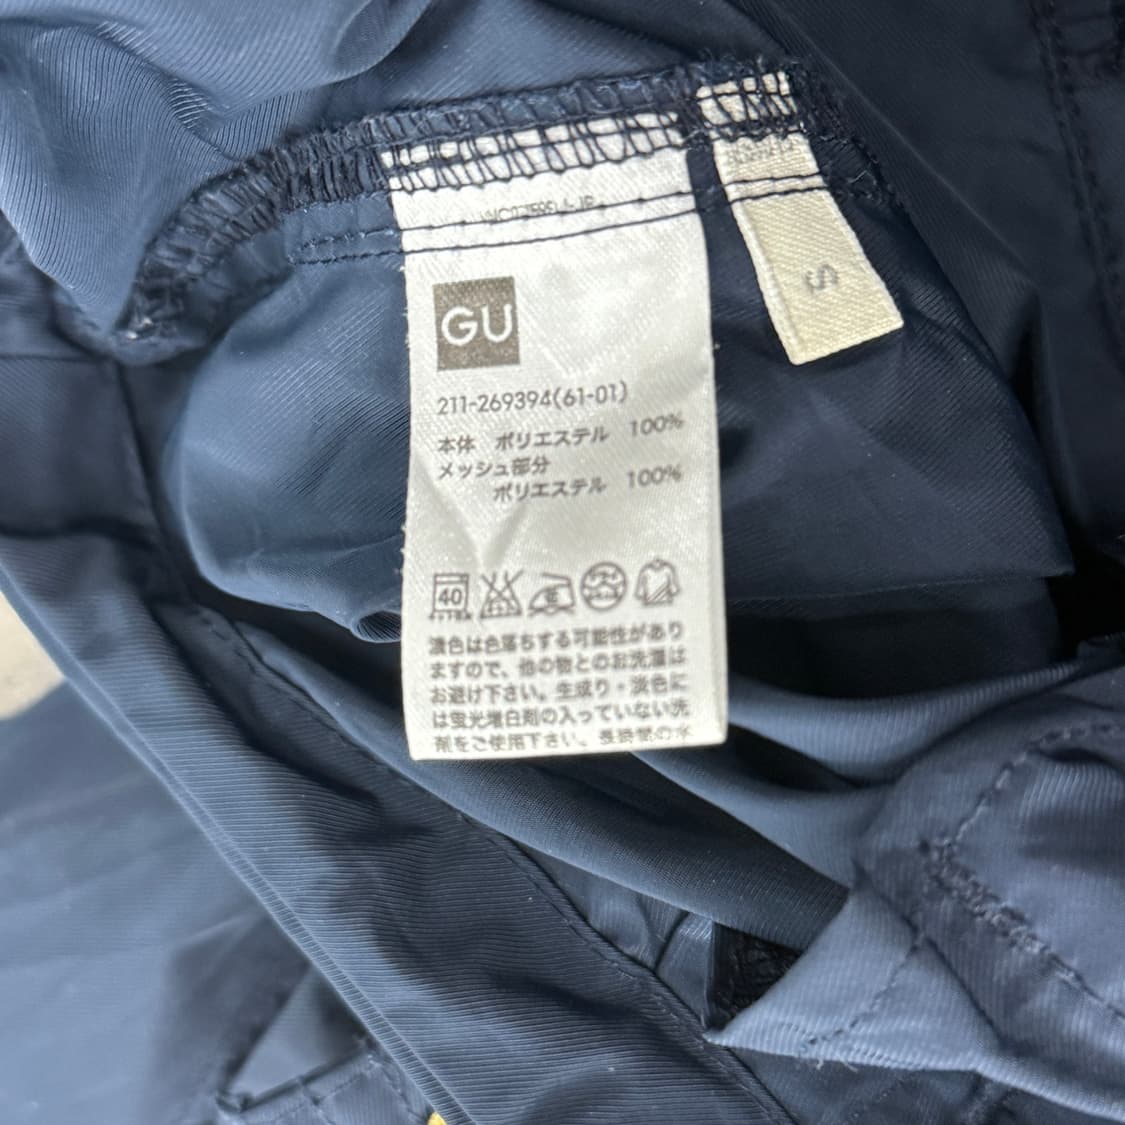 S
GU
211-269394(61-01)
本体 ポリエステル 100%
メッシュ部分
ポリエステル 100%
40
濃色は色落ちする可能性があり
ますので、他の物とのお洗濯は
お避け下さい。生成り・淡色に
は蛍光増白剤の入っていない洗
剤をご使用下さい。長時間の水